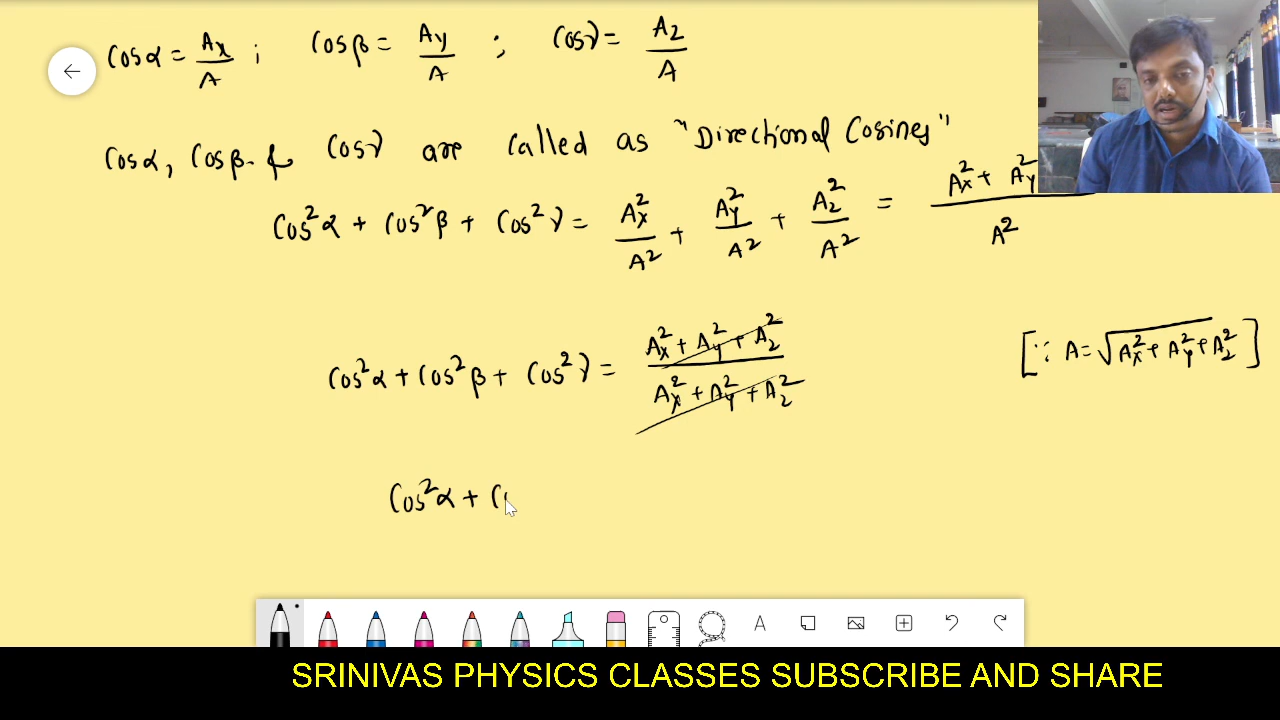 Cosα = Ax/A ; Cosβ = Ay/A ; Cosγ = Az/A
Cosα, Cosβ & Cosγ are called as "Directional Cosines"
Cos²α + Cos²β + Cos²γ = Ax²/A² + Ay²/A² + Az²/A² = Ax² + Ay² / A²
Cos²α + Cos²β + Cos²γ = Ax² + Ay² + Az² / Ax² + Ay² + Az² [∵ A = √Ax² + Ay² + Az²]
Cos²α + C
A
SRINIVAS PHYSICS CLASSES SUBSCRIBE AND SHARE